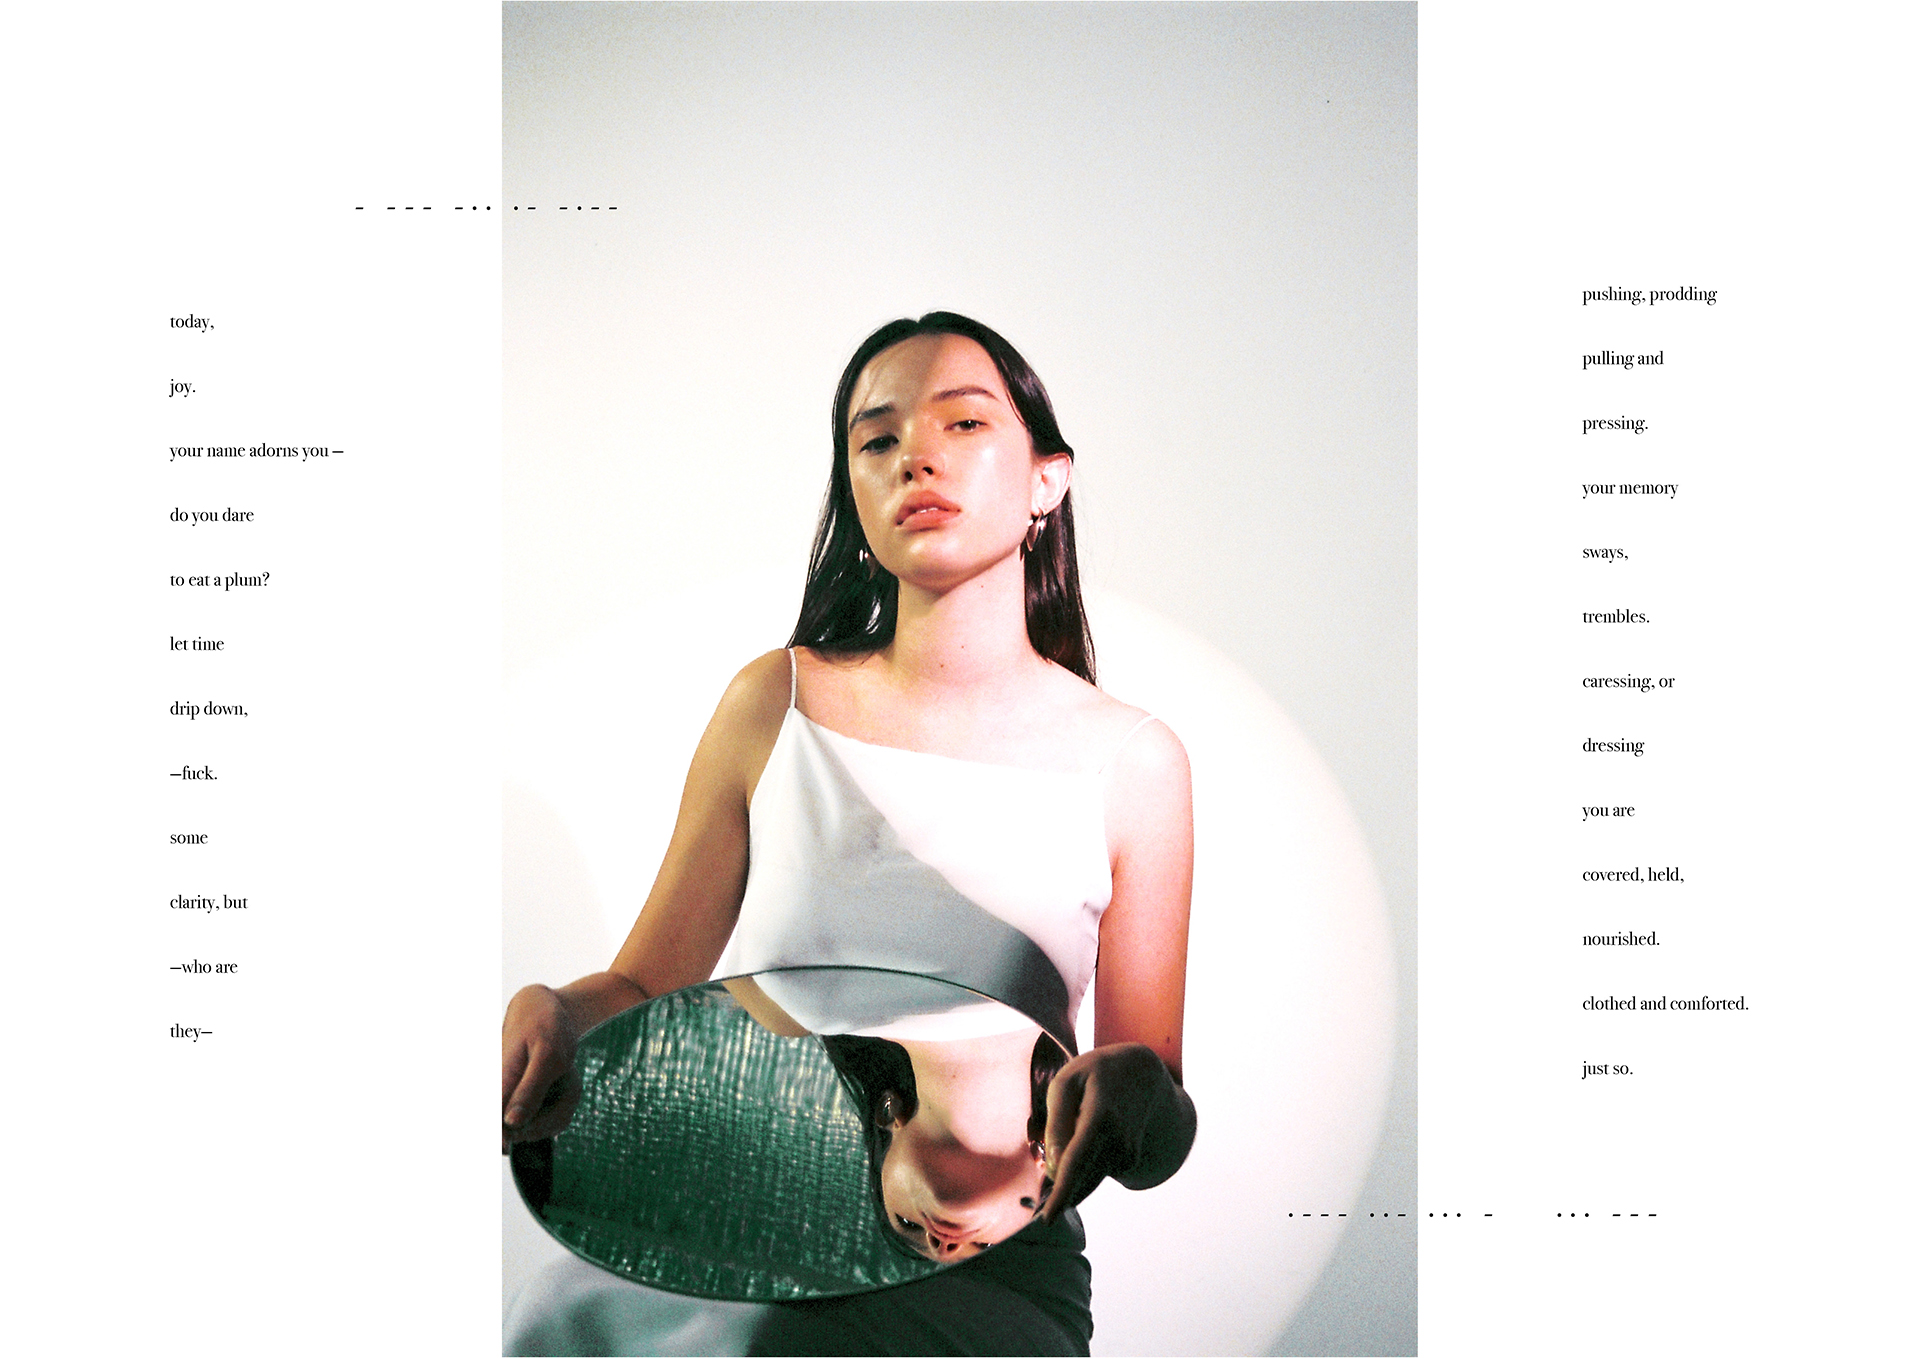 - --- -·· ·- -·--
today,
joy.
your name adorns you —
do you dare
to eat a plum?
let time
drip down,
—fuck.
some
clarity, but
—who are
they—
pushing, prodding
pulling and
pressing.
your memory
sways,
trembles.
caressing, or
dressing
you are
covered, held,
nourished.
clothed and comforted.
just so.
·--- ··- ··· - ··· ---